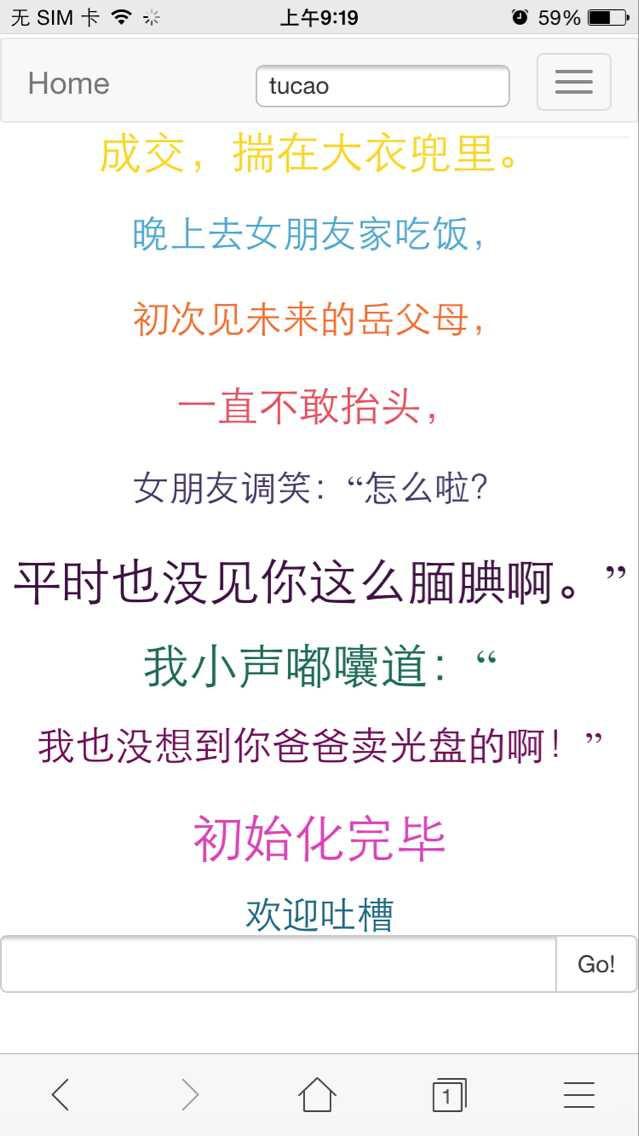 无 SIM 卡 上午9:19 59%
Home tucao
成交，揣在大衣兜里。
晚上去女朋友家吃饭，
初次见未来的岳父母，
一直不敢抬头，
女朋友调笑：“怎么啦？
平时也没见你这么腼腆啊。”
我小声嘟囔道：“
我也没想到你爸爸卖光盘的啊！”
初始化完毕
欢迎吐槽
Go!
1